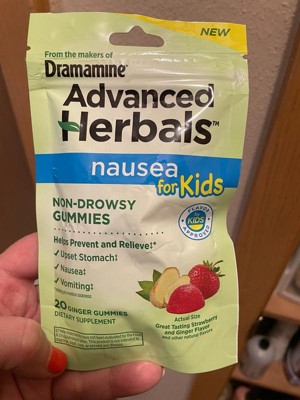 NEW
From the makers of
Dramamine®
Advanced
Herbals™
nausea
for Kids
NON-DROWSY
GUMMIES
FLAVOR
KIDS
APPROVED
Helps Prevent and Relieve‡*
✓ Upset Stomach‡
✓ Nausea‡
✓ Vomiting‡
20 GINGER GUMMIES
DIETARY SUPPLEMENT
Actual Size
Great Tasting Strawberry
and Ginger Flavor
and other natural flavors